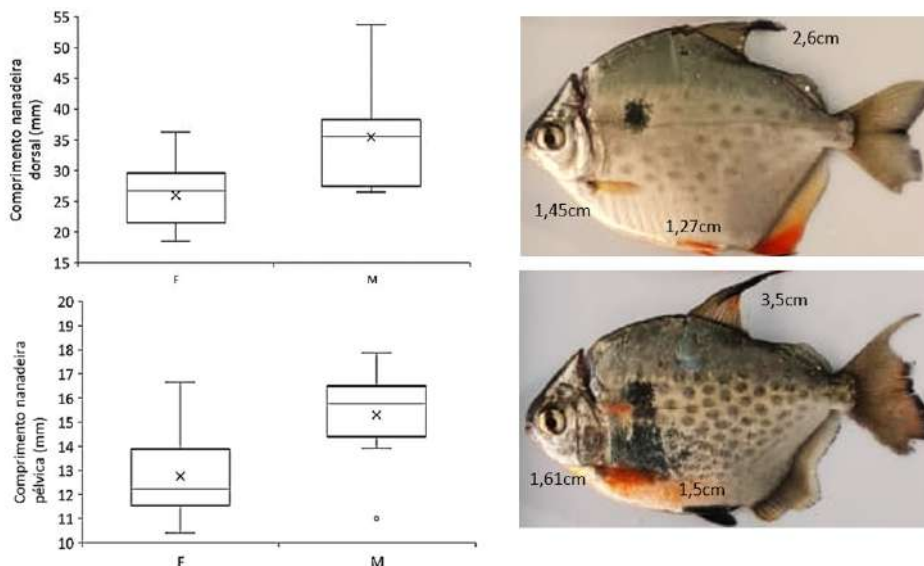 Comprimento nanadeira
dorsal (mm)
55
50
45
40
35
30
25
20
15
F
M
2,6cm
1,45cm
1,27cm
Comprimento nanadeira
pélvica (mm)
20
19
18
17
16
15
14
13
12
11
10
F
M
3,5cm
1,61cm
1,5cm